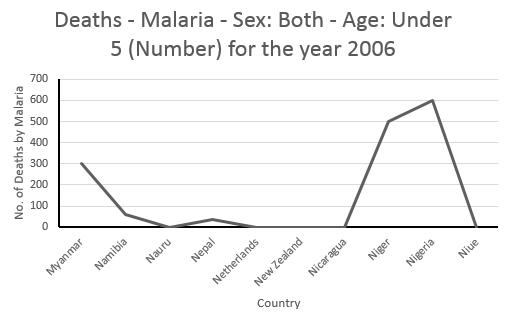 Deaths - Malaria - Sex: Both - Age: Under
5 (Number) for the year 2006
No. of Deaths by Malaria
700
600
500
400
300
200
100
0
Myanmar
Namibia
Nauru
Nepal
Netherlands
New Zealand
Nicaragua
Niger
Nigeria
Niue
Country